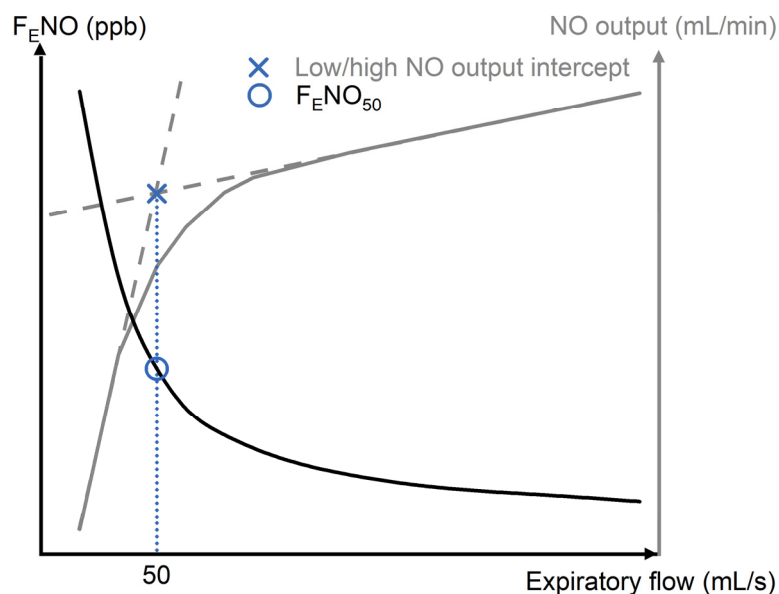 FENO (ppb)
NO output (mL/min)
Low/high NO output intercept
FENO50
50
Expiratory flow (mL/s)